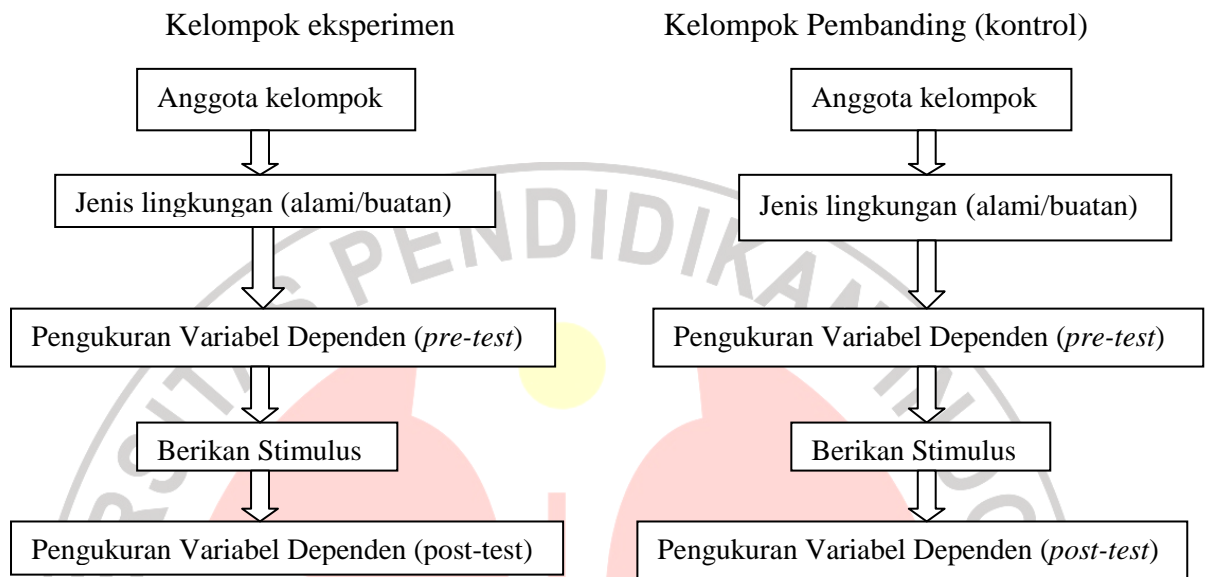 Kelompok eksperimen
Kelompok Pembanding (kontrol)
Anggota kelompok
Anggota kelompok
Jenis lingkungan (alami/buatan)
Jenis lingkungan (alami/buatan)
Pengukuran Variabel Dependen (pre-test)
Pengukuran Variabel Dependen (pre-test)
Berikan Stimulus
Berikan Stimulus
Pengukuran Variabel Dependen (post-test)
Pengukuran Variabel Dependen (post-test)
PENDIDIKAN